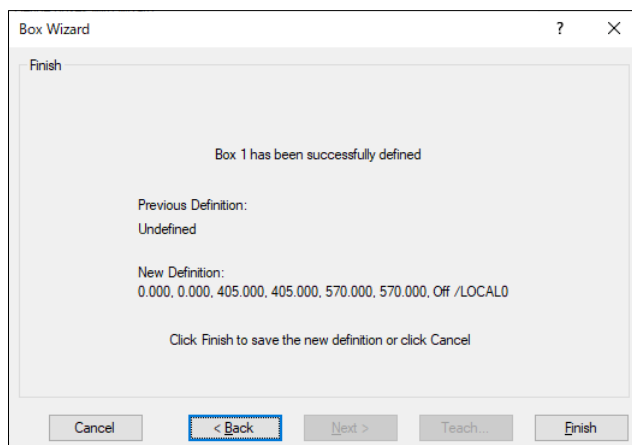 Box Wizard
?
Finish
Box 1 has been successfully defined
Previous Definition:
Undefined
New Definition:
0.000, 0.000, 405.000, 405.000, 570.000, 570.000, Off /LOCAL0
Click Finish to save the new definition or click Cancel
Cancel
< Back
Next >
Teach...
Finish